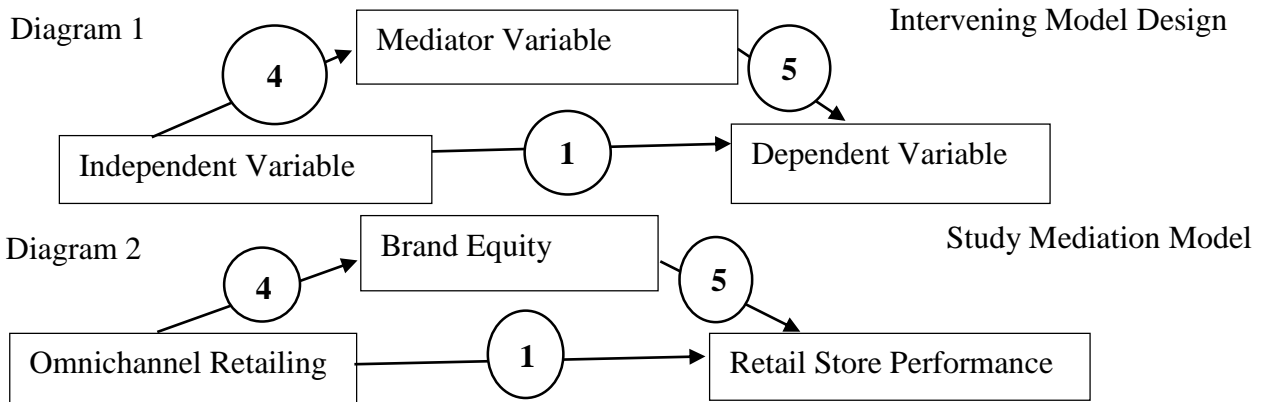 Diagram 1
Intervening Model Design
Mediator Variable
4
5
Independent Variable
1
Dependent Variable
Diagram 2
Study Mediation Model
Brand Equity
4
5
Omnichannel Retailing
1
Retail Store Performance